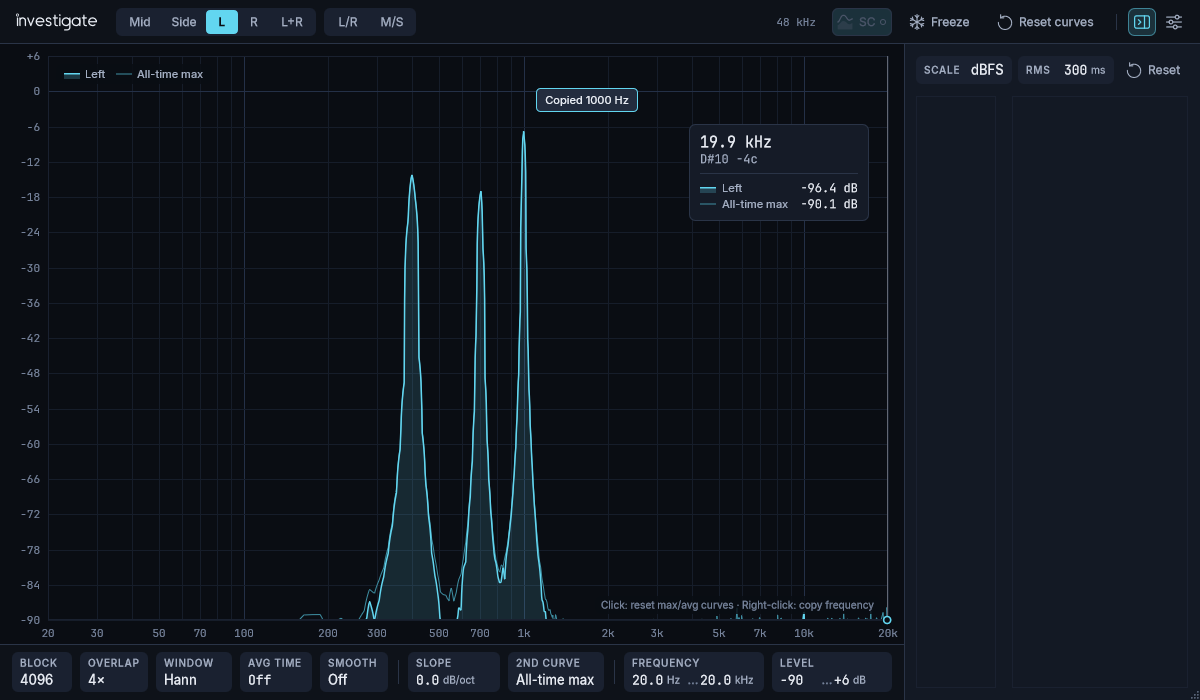 investigate Mid Side L R L+R L/R M/S 48 kHz SC Freeze Reset curves
SCALE dBFS RMS 300 ms Reset
Left All-time max
+6
0
-6
-12
-18
-24
-30
-36
-42
-48
-54
-60
-66
-72
-78
-84
-90
Copied 1000 Hz
19.9 kHz
D#10 -4c
Left -96.4 dB
All-time max -90.1 dB
Click: reset max/avg curves · Right-click: copy frequency
20 30 50 70 100 200 300 500 700 1k 2k 3k 5k 7k 10k 20k
BLOCK OVERLAP WINDOW AVG TIME SMOOTH SLOPE 2ND CURVE FREQUENCY LEVEL
4096 4× Hann Off Off 0.0 dB/oct All-time max 20.0 Hz ...20.0 kHz -90 ...+6 dB